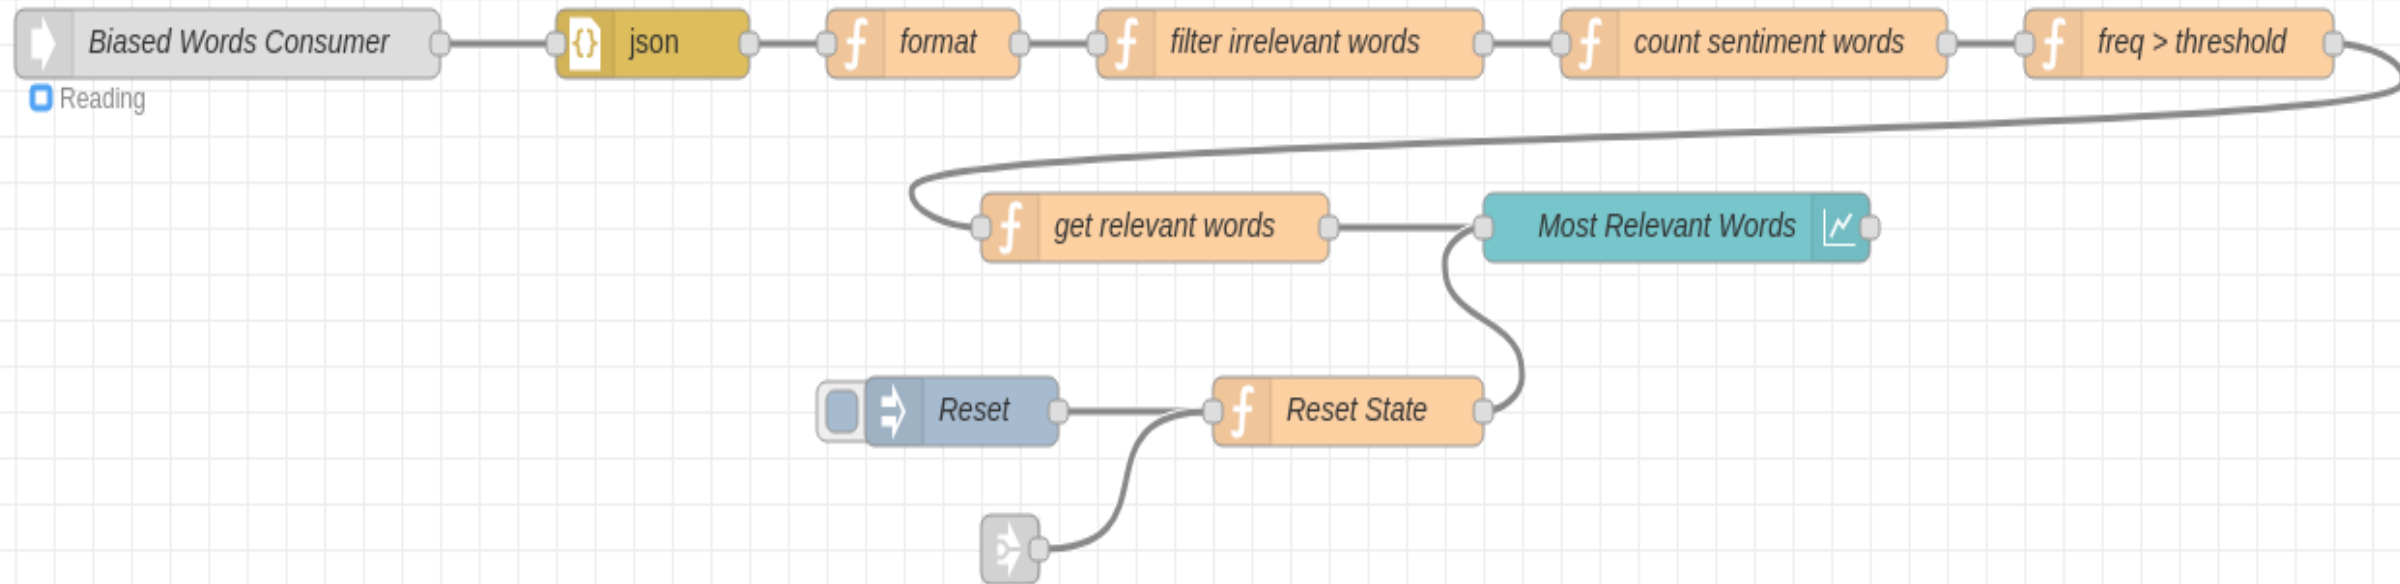 Biased Words Consumer
json
format
filter irrelevant words
count sentiment words
freq > threshold
Reading
get relevant words
Most Relevant Words
Reset
Reset State